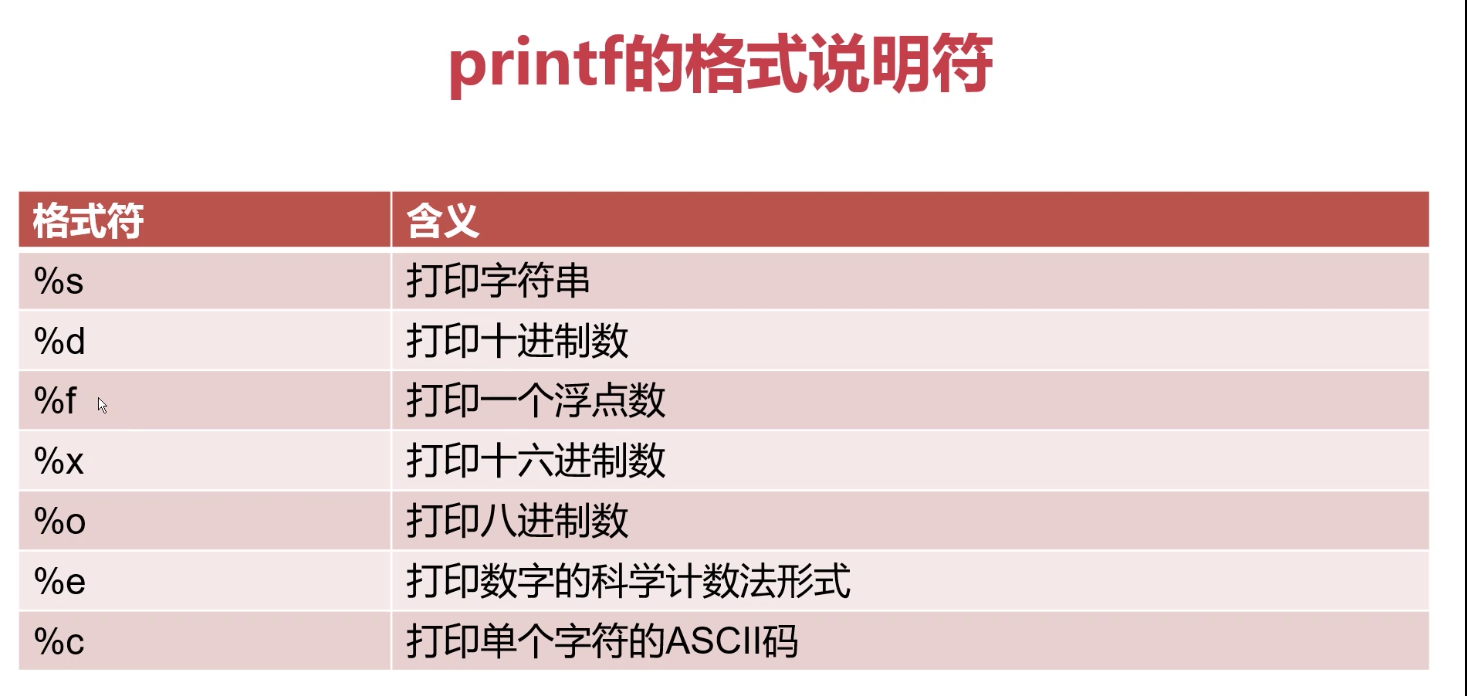 printf的格式说明符
格式符 含义
%s 打印字符串
%d 打印十进制数
%f 打印一个浮点数
%x 打印十六进制数
%o 打印八进制数
%e 打印数字的科学计数法形式
%c 打印单个字符的ASCII码